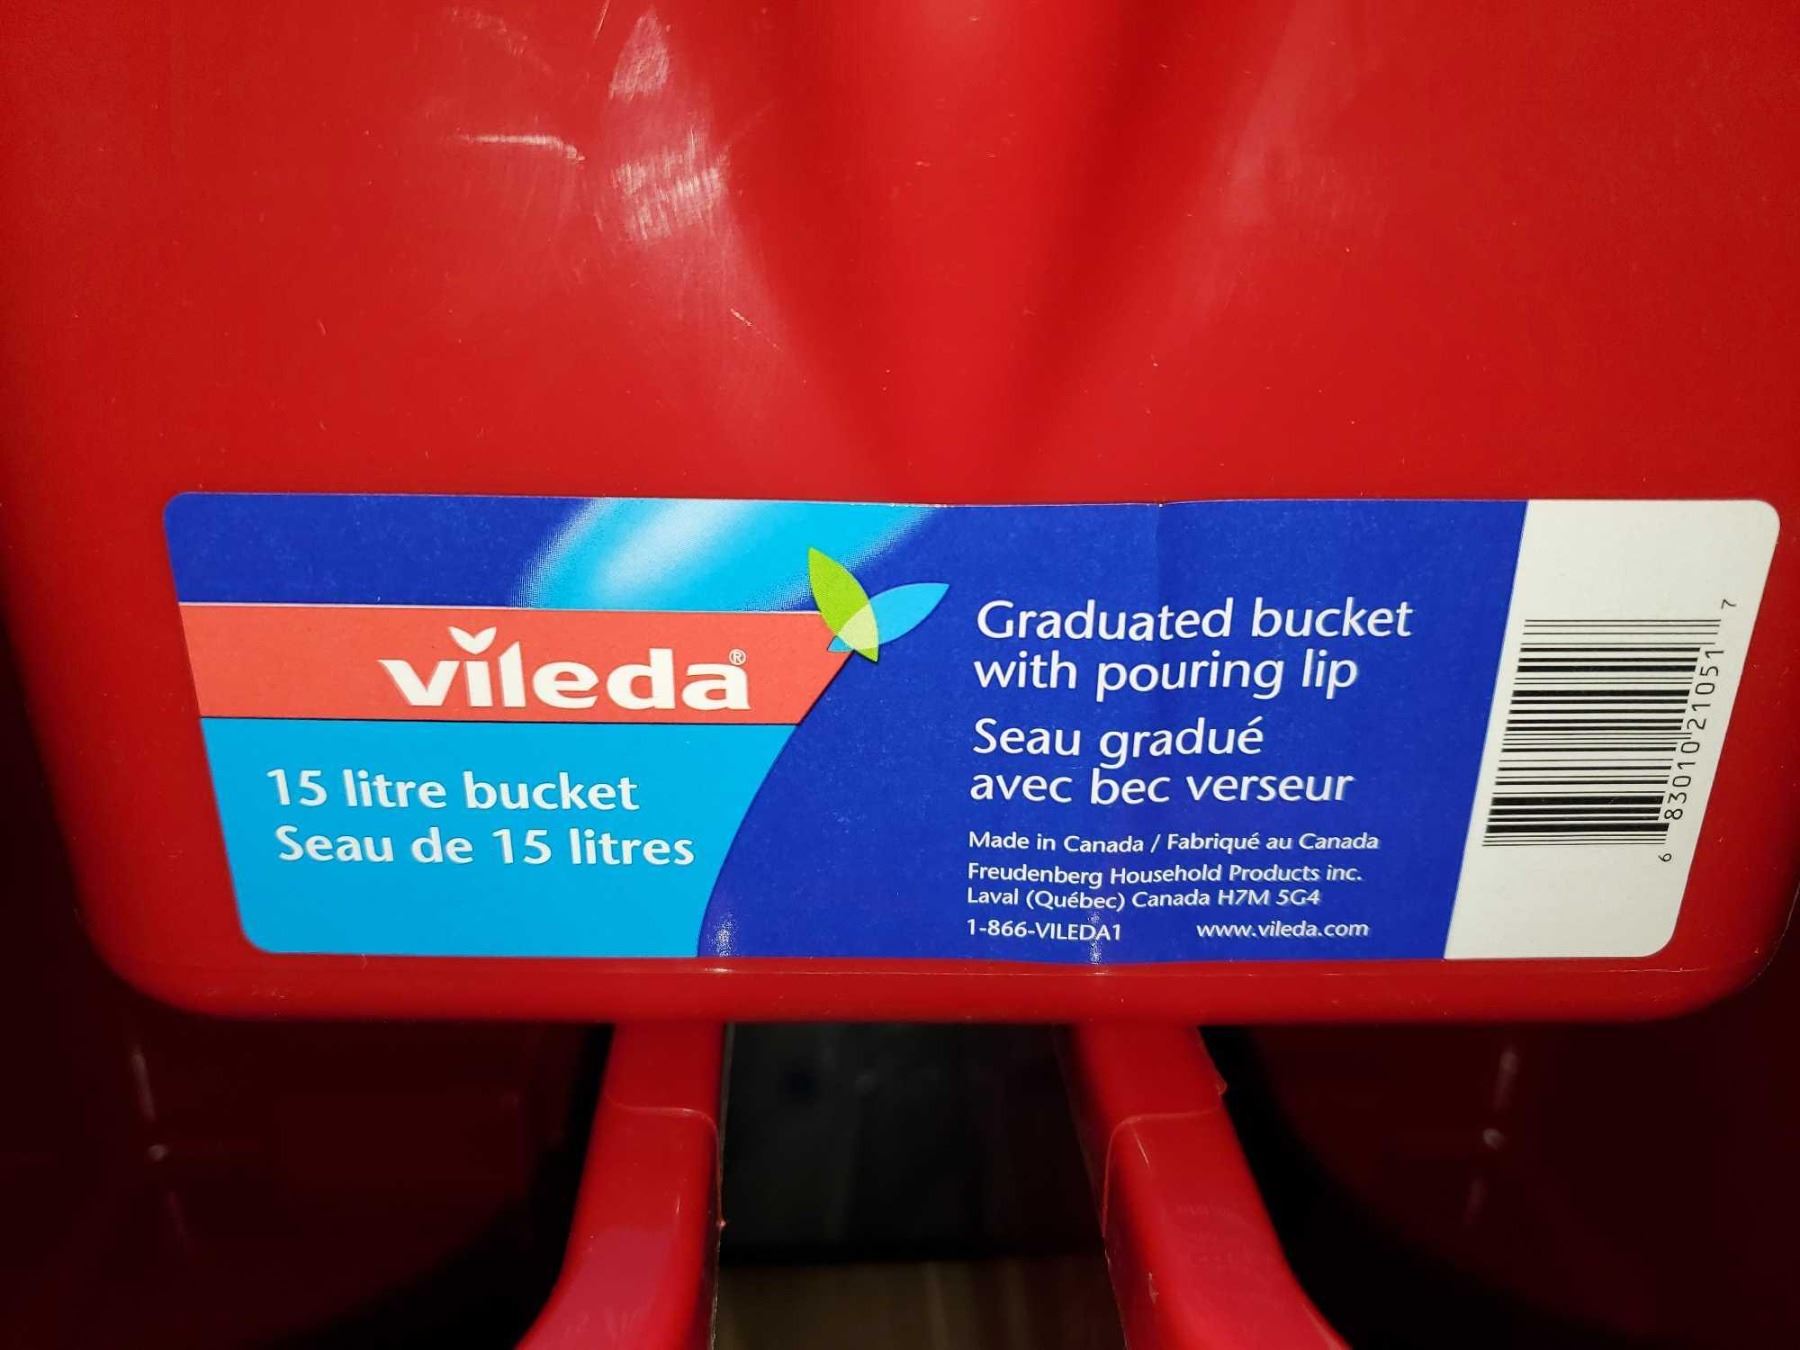 vileda®
15 litre bucket
Seau de 15 litres
Graduated bucket
with pouring lip
Seau gradué
avec bec verseur
Made in Canada / Fabriqué au Canada
Freudenberg Household Products inc.
Laval (Québec) Canada H7M 5G4
1-866-VILEDA1 www.vileda.com
6 83010 21051 7